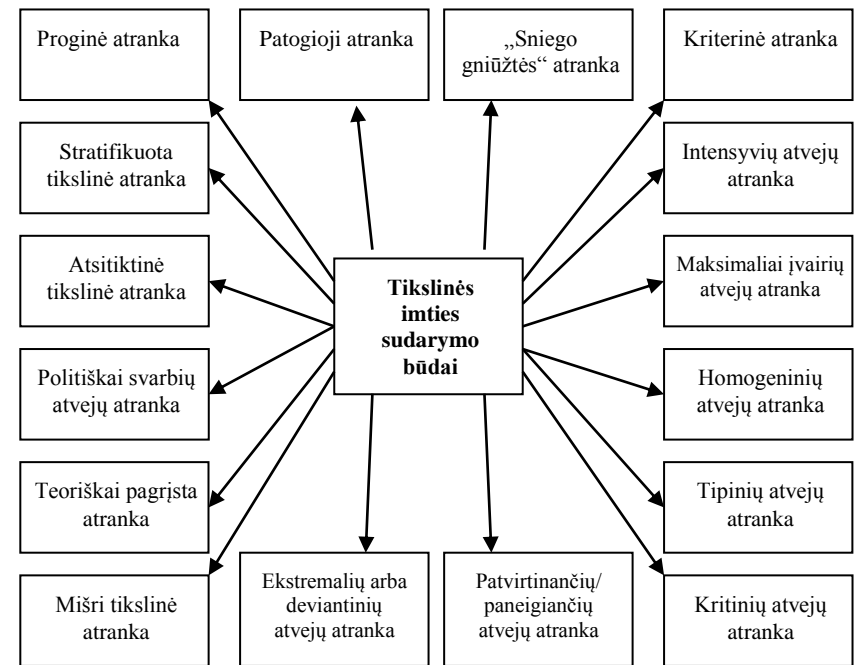 Proginė atranka
Patogioji atranka
„Sniego
gniūžtės“ atranka
Kriterinė atranka
Stratifikuota
tikslinė atranka
Intensyvių atvejų
atranka
Atsitiktinė
tikslinė atranka
Tikslinės
imties
sudarymo
būdai
Maksimaliai įvairių
atvejų atranka
Politiškai svarbių
atvejų atranka
Homogeninių
atvejų atranka
Teoriškai pagrįsta
atranka
Tipinių atvejų
atranka
Mišri tikslinė
atranka
Ekstremalių arba
deviantinių
atvejų atranka
Patvirtinančių/
paneigiančių
atvejų atranka
Kritinių atvejų
atranka